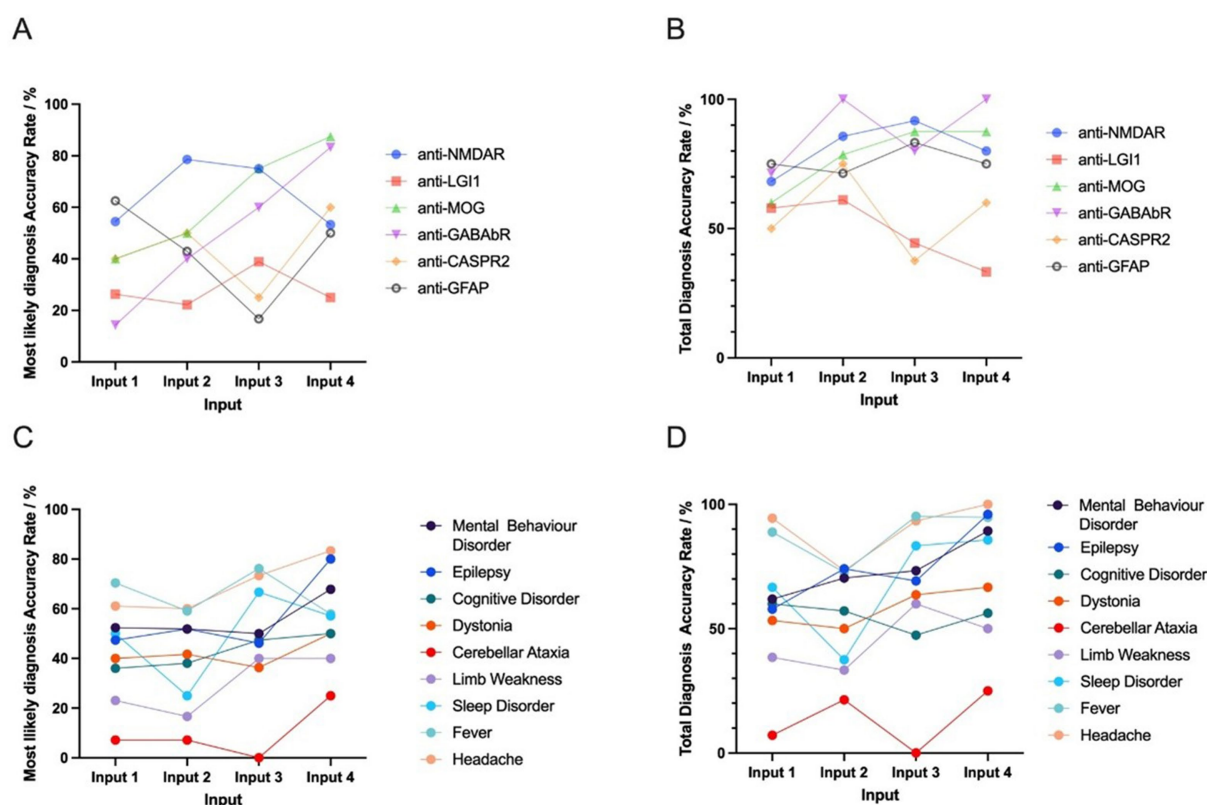 A
Most likely diagnosis Accuracy Rate / %
100
80
60
40
20
0
Input 1 Input 2 Input 3 Input 4
Input
anti-NMDAR
anti-LGI1
anti-MOG
anti-GABAbR
anti-CASPR2
anti-GFAP
B
Total Diagnosis Accuracy Rate / %
100
50
0
Input 1 Input 2 Input 3 Input 4
Input
anti-NMDAR
anti-LGI1
anti-MOG
anti-GABAbR
anti-CASPR2
anti-GFAP
C
Most llikely diagnosis Accuracy Rate / %
100
80
60
40
20
0
Input 1 Input 2 Input 3 Input 4
Input
Mental Behaviour
Disorder
Epilepsy
Cognitive Disorder
Dystonia
Cerebellar Ataxia
Limb Weakness
Sleep Disorder
Fever
Headache
D
Total Diagnosis Accuracy Rate / %
100
50
0
Input 1 Input 2 Input 3 Input 4
Input
Mental Behaviour
Disorder
Epilepsy
Cognitive Disorder
Dystonia
Cerebellar Ataxia
Limb Weakness
Sleep Disorder
Fever
Headache